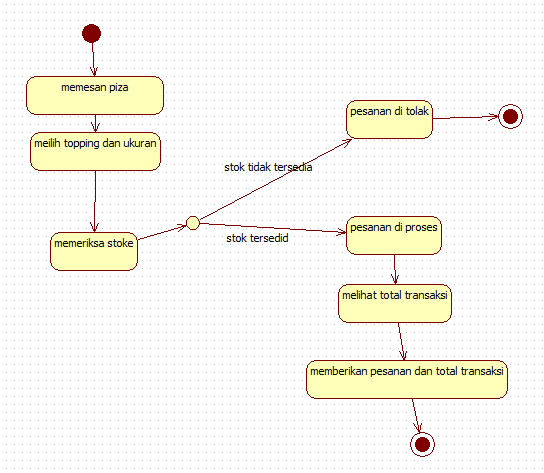 memesan piza
meilih topping dan ukuran
memeriksa stoke
stok tidak tersedia
pesanan di tolak
stok tersedid
pesanan di proses
melihat total transaksi
memberikan pesanan dan total transaksi